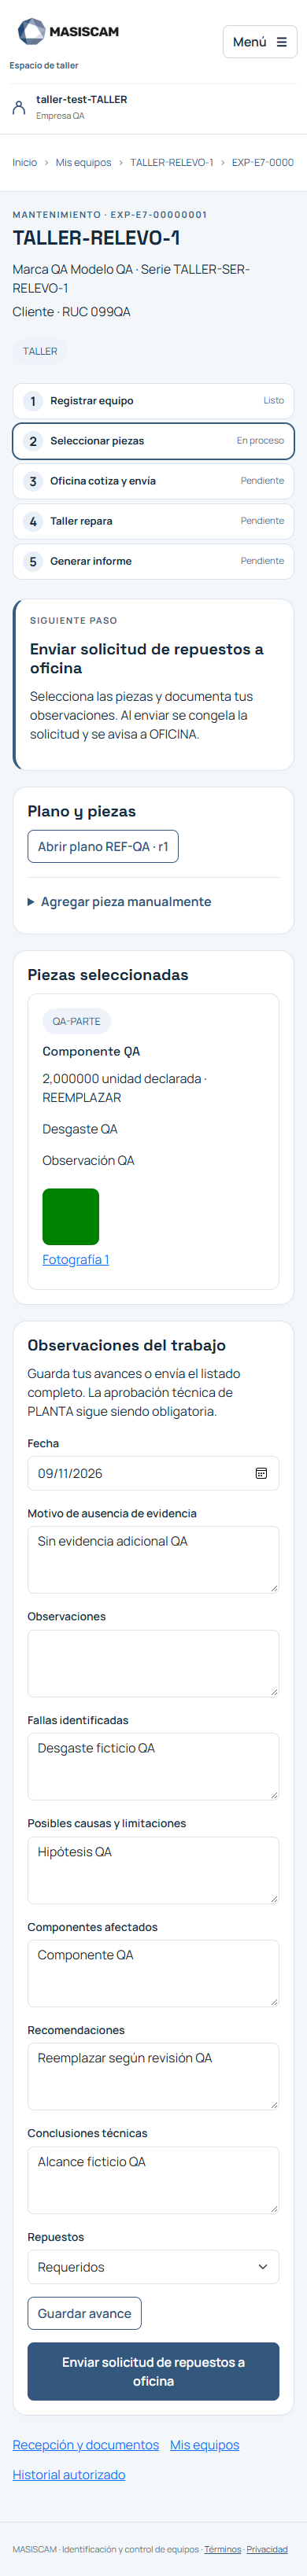 MASISCAM
Menú
Espacio de taller
taller-test-TALLER
Empresa QA
Inicio › Mis equipos › TALLER-RELEVO-1 › EXP-E7-0000
MANTENIMIENTO · EXP-E7-00000001
TALLER-RELEVO-1
Marca QA Modelo QA · Serie TALLER-SER-
RELEVO-1
Cliente · RUC 099QA
TALLER
1 Registrar equipo Listo
2 Seleccionar piezas En proceso
3 Oficina cotiza y envía Pendiente
4 Taller repara Pendiente
5 Generar informe Pendiente
SIGUIENTE PASO
Enviar solicitud de repuestos a
oficina
Selecciona las piezas y documenta tus
observaciones. Al enviar se congela la
solicitud y se avisa a OFICINA.
Plano y piezas
Abrir plano REF-QA · r1
Agregar pieza manualmente
Piezas seleccionadas
QA-PARTE
Componente QA
2,000000 unidad declarada ·
REEMPLAZAR
Desgaste QA
Observación QA
Fotografía 1
Observaciones del trabajo
Guarda tus avances o envía el listado
completo. La aprobación técnica de
PLANTA sigue siendo obligatoria.
Fecha
09/11/2026
Motivo de ausencia de evidencia
Sin evidencia adicional QA
Observaciones
Fallas identificadas
Desgaste ficticio QA
Posibles causas y limitaciones
Hipótesis QA
Componentes afectados
Componente QA
Recomendaciones
Reemplazar según revisión QA
Conclusiones técnicas
Alcance ficticio QA
Repuestos
Requeridos
Guardar avance
Enviar solicitud de repuestos a
oficina
Recepción y documentos Mis equipos
Historial autorizado
MASISCAM - Identificación y control de equipos · Términos · Privacidad